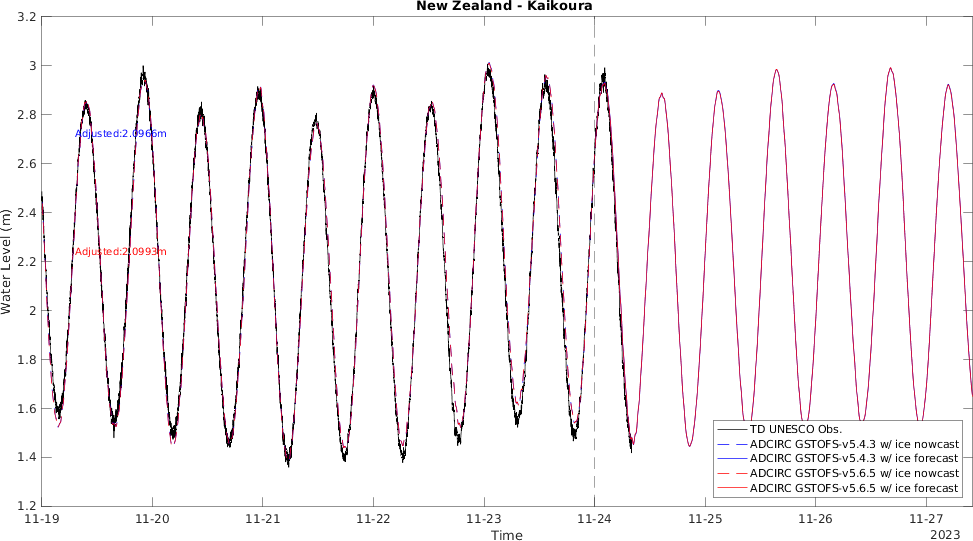 New Zealand - Kaikoura
3.2
3
2.8
2.6
2.4
2.2
2
1.8
1.6
1.4
1.2
Water Level (m)
Adjusted:2.0966m
Adjusted:2.0993m
TD UNESCO Obs.
ADCIRC GSTOFS-v5.4.3 w/ ice nowcast
ADCIRC GSTOFS-v5.4.3 w/ ice forecast
ADCIRC GSTOFS-v5.6.5 w/ ice nowcast
ADCIRC GSTOFS-v5.6.5 w/ ice forecast
11-19 11-20 11-21 11-22 11-23 11-24 11-25 11-26 11-27
Time
2023